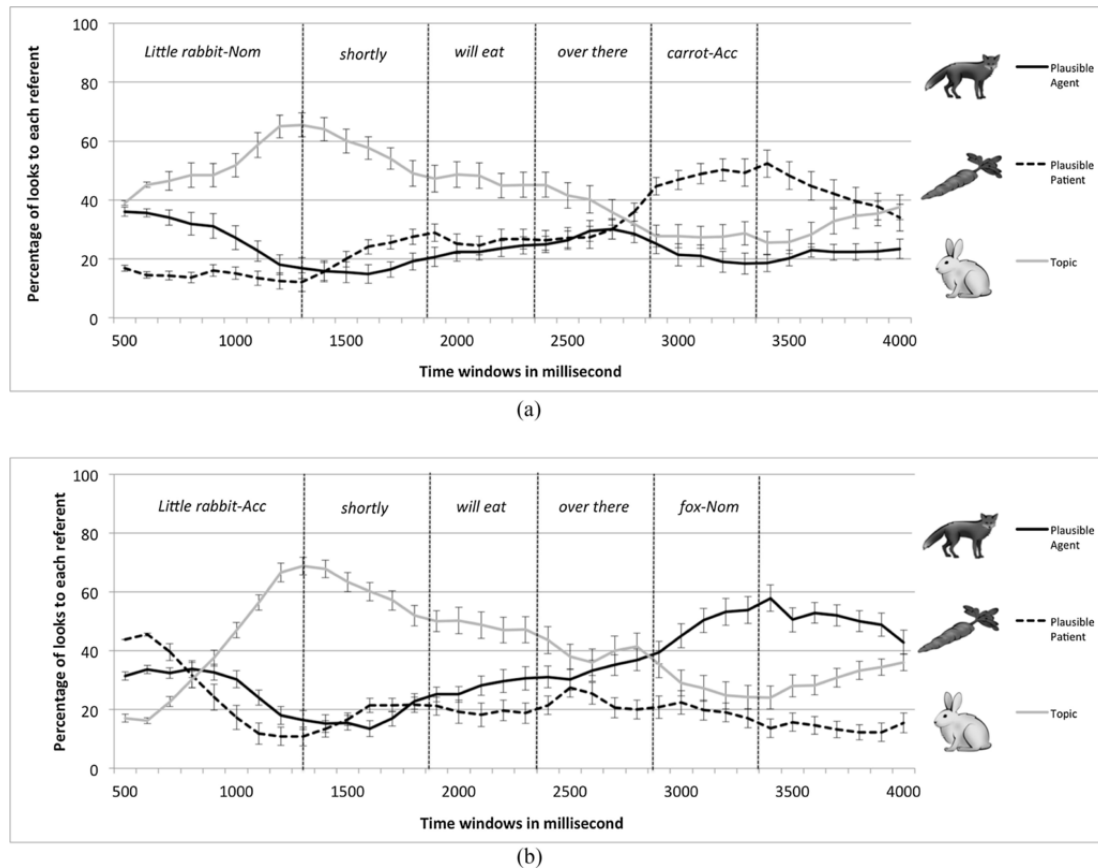 100
80
60
40
20
0
Percentage of looks to each referent
Little rabbit-Nom
shortly
will eat
over there
carrot-Acc
500
1000
1500
2000
2500
3000
3500
4000
Time windows in millisecond
Plausible
Agent
Plausible
Patient
Topic
(a)
100
80
60
40
20
0
Percentage of looks to each referent
Little rabbit-Acc
shortly
will eat
over there
fox-Nom
500
1000
1500
2000
2500
3000
3500
4000
Time windows in millisecond
Plausible
Agent
Plausible
Patient
Topic
(b)